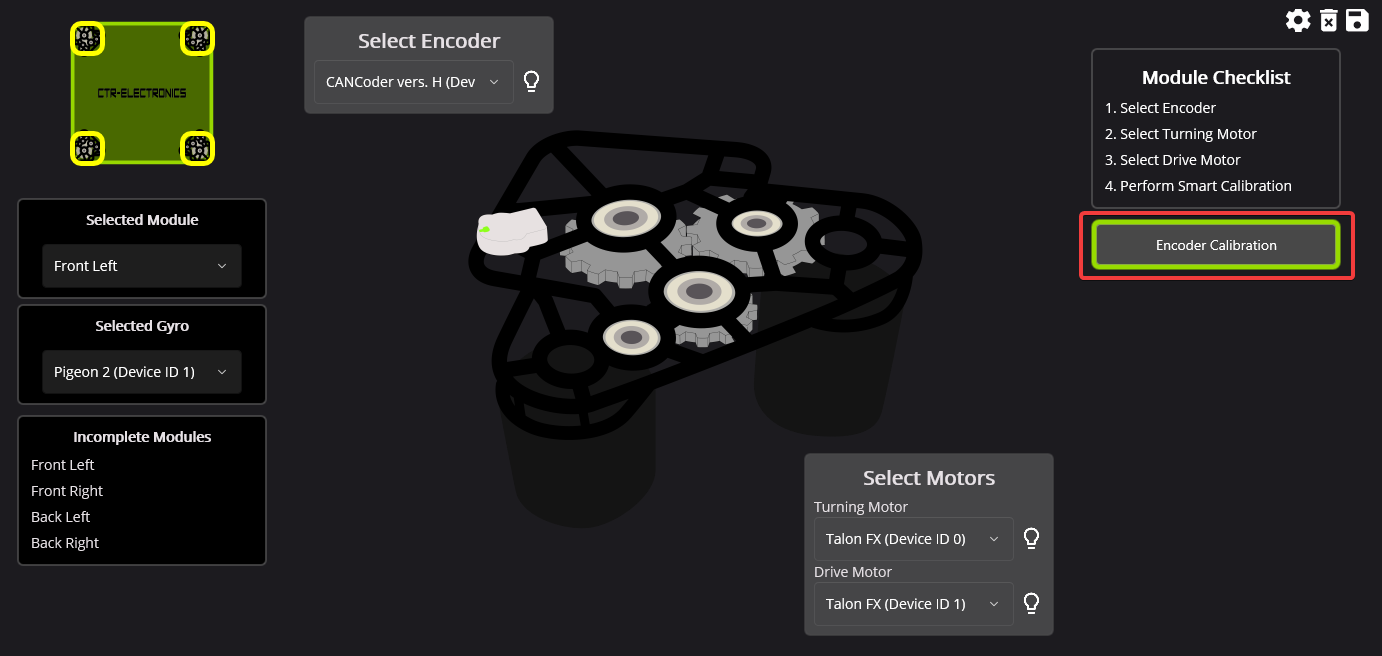 CTR-ELECTRONICS
Selected Module
Front Left
Selected Gyro
Pigeon 2 (Device ID 1)
Incomplete Modules
Front Left
Front Right
Back Left
Back Right
Select Encoder
CANCoder vers. H (Dev
Select Motors
Turning Motor
Talon FX (Device ID 0)
Drive Motor
Talon FX (Device ID 1)
Module Checklist
1. Select Encoder
2. Select Turning Motor
3. Select Drive Motor
4. Perform Smart Calibration
Encoder Calibration